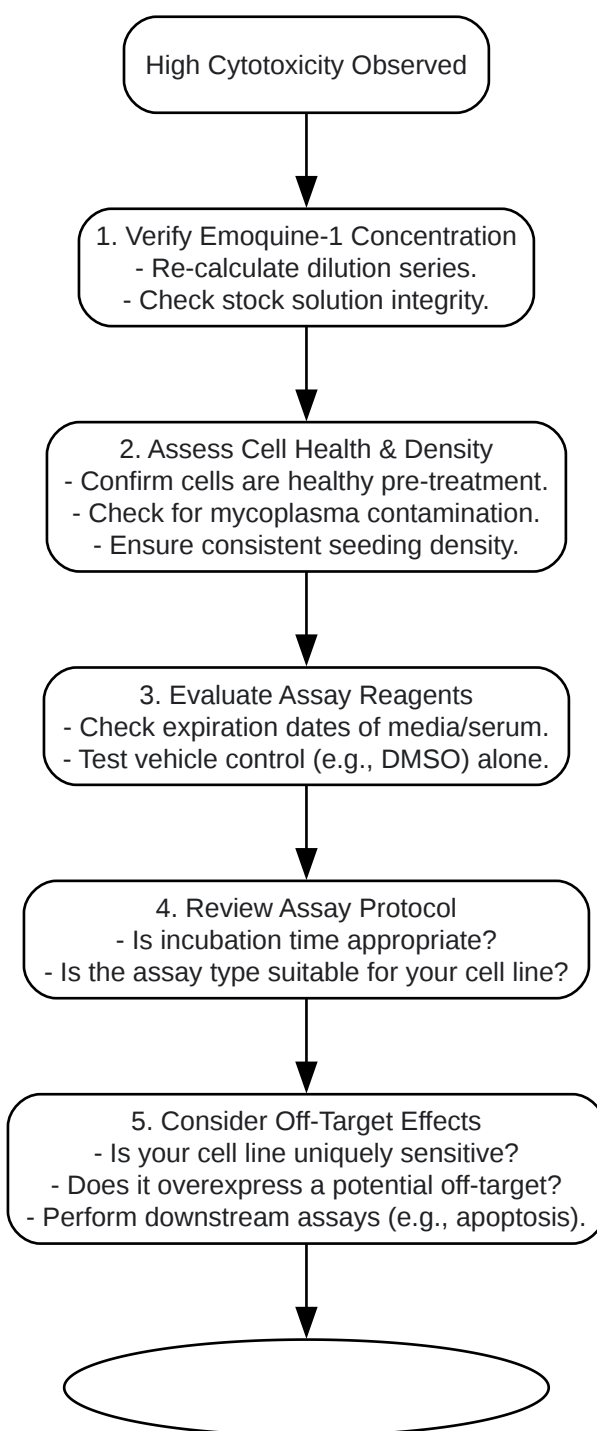 High Cytotoxicity Observed
1. Verify Emoquine-1 Concentration
- Re-calculate dilution series.
- Check stock solution integrity.
2. Assess Cell Health & Density
- Confirm cells are healthy pre-treatment.
- Check for mycoplasma contamination.
- Ensure consistent seeding density.
3. Evaluate Assay Reagents
- Check expiration dates of media/serum.
- Test vehicle control (e.g., DMSO) alone.
4. Review Assay Protocol
- Is incubation time appropriate?
- Is the assay type suitable for your cell line?
5. Consider Off-Target Effects
- Is your cell line uniquely sensitive?
- Does it overexpress a potential off-target?
- Perform downstream assays (e.g., apoptosis).